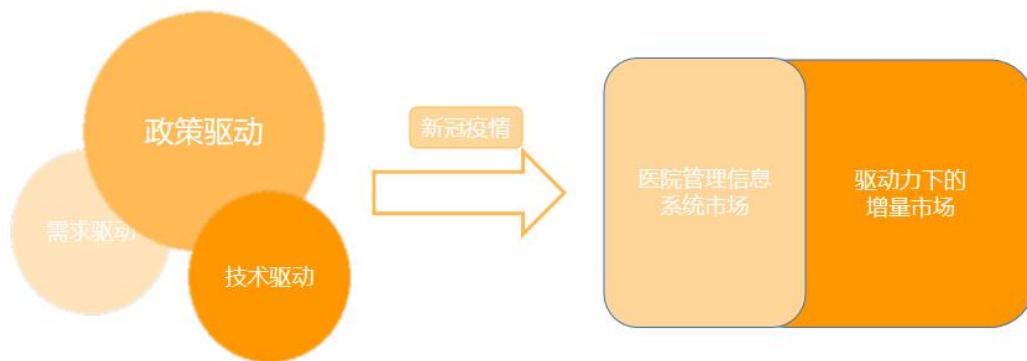 政策驱动
需求驱动
技术驱动
新冠疫情
医院管理信息
系统市场
驱动力下的
增量市场